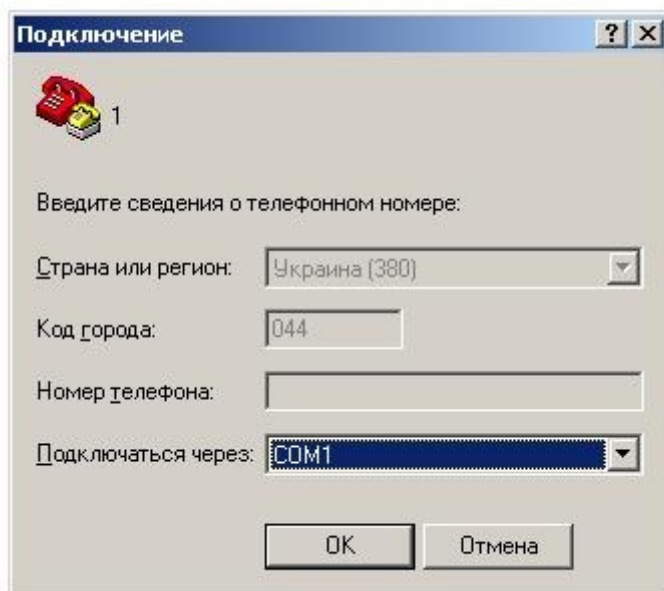 Подключение
1
Введите сведения о телефонном номере:
Страна или регион: Украина (380)
Код города: 044
Номер телефона:
Подключаться через: COM1
OK Отмена